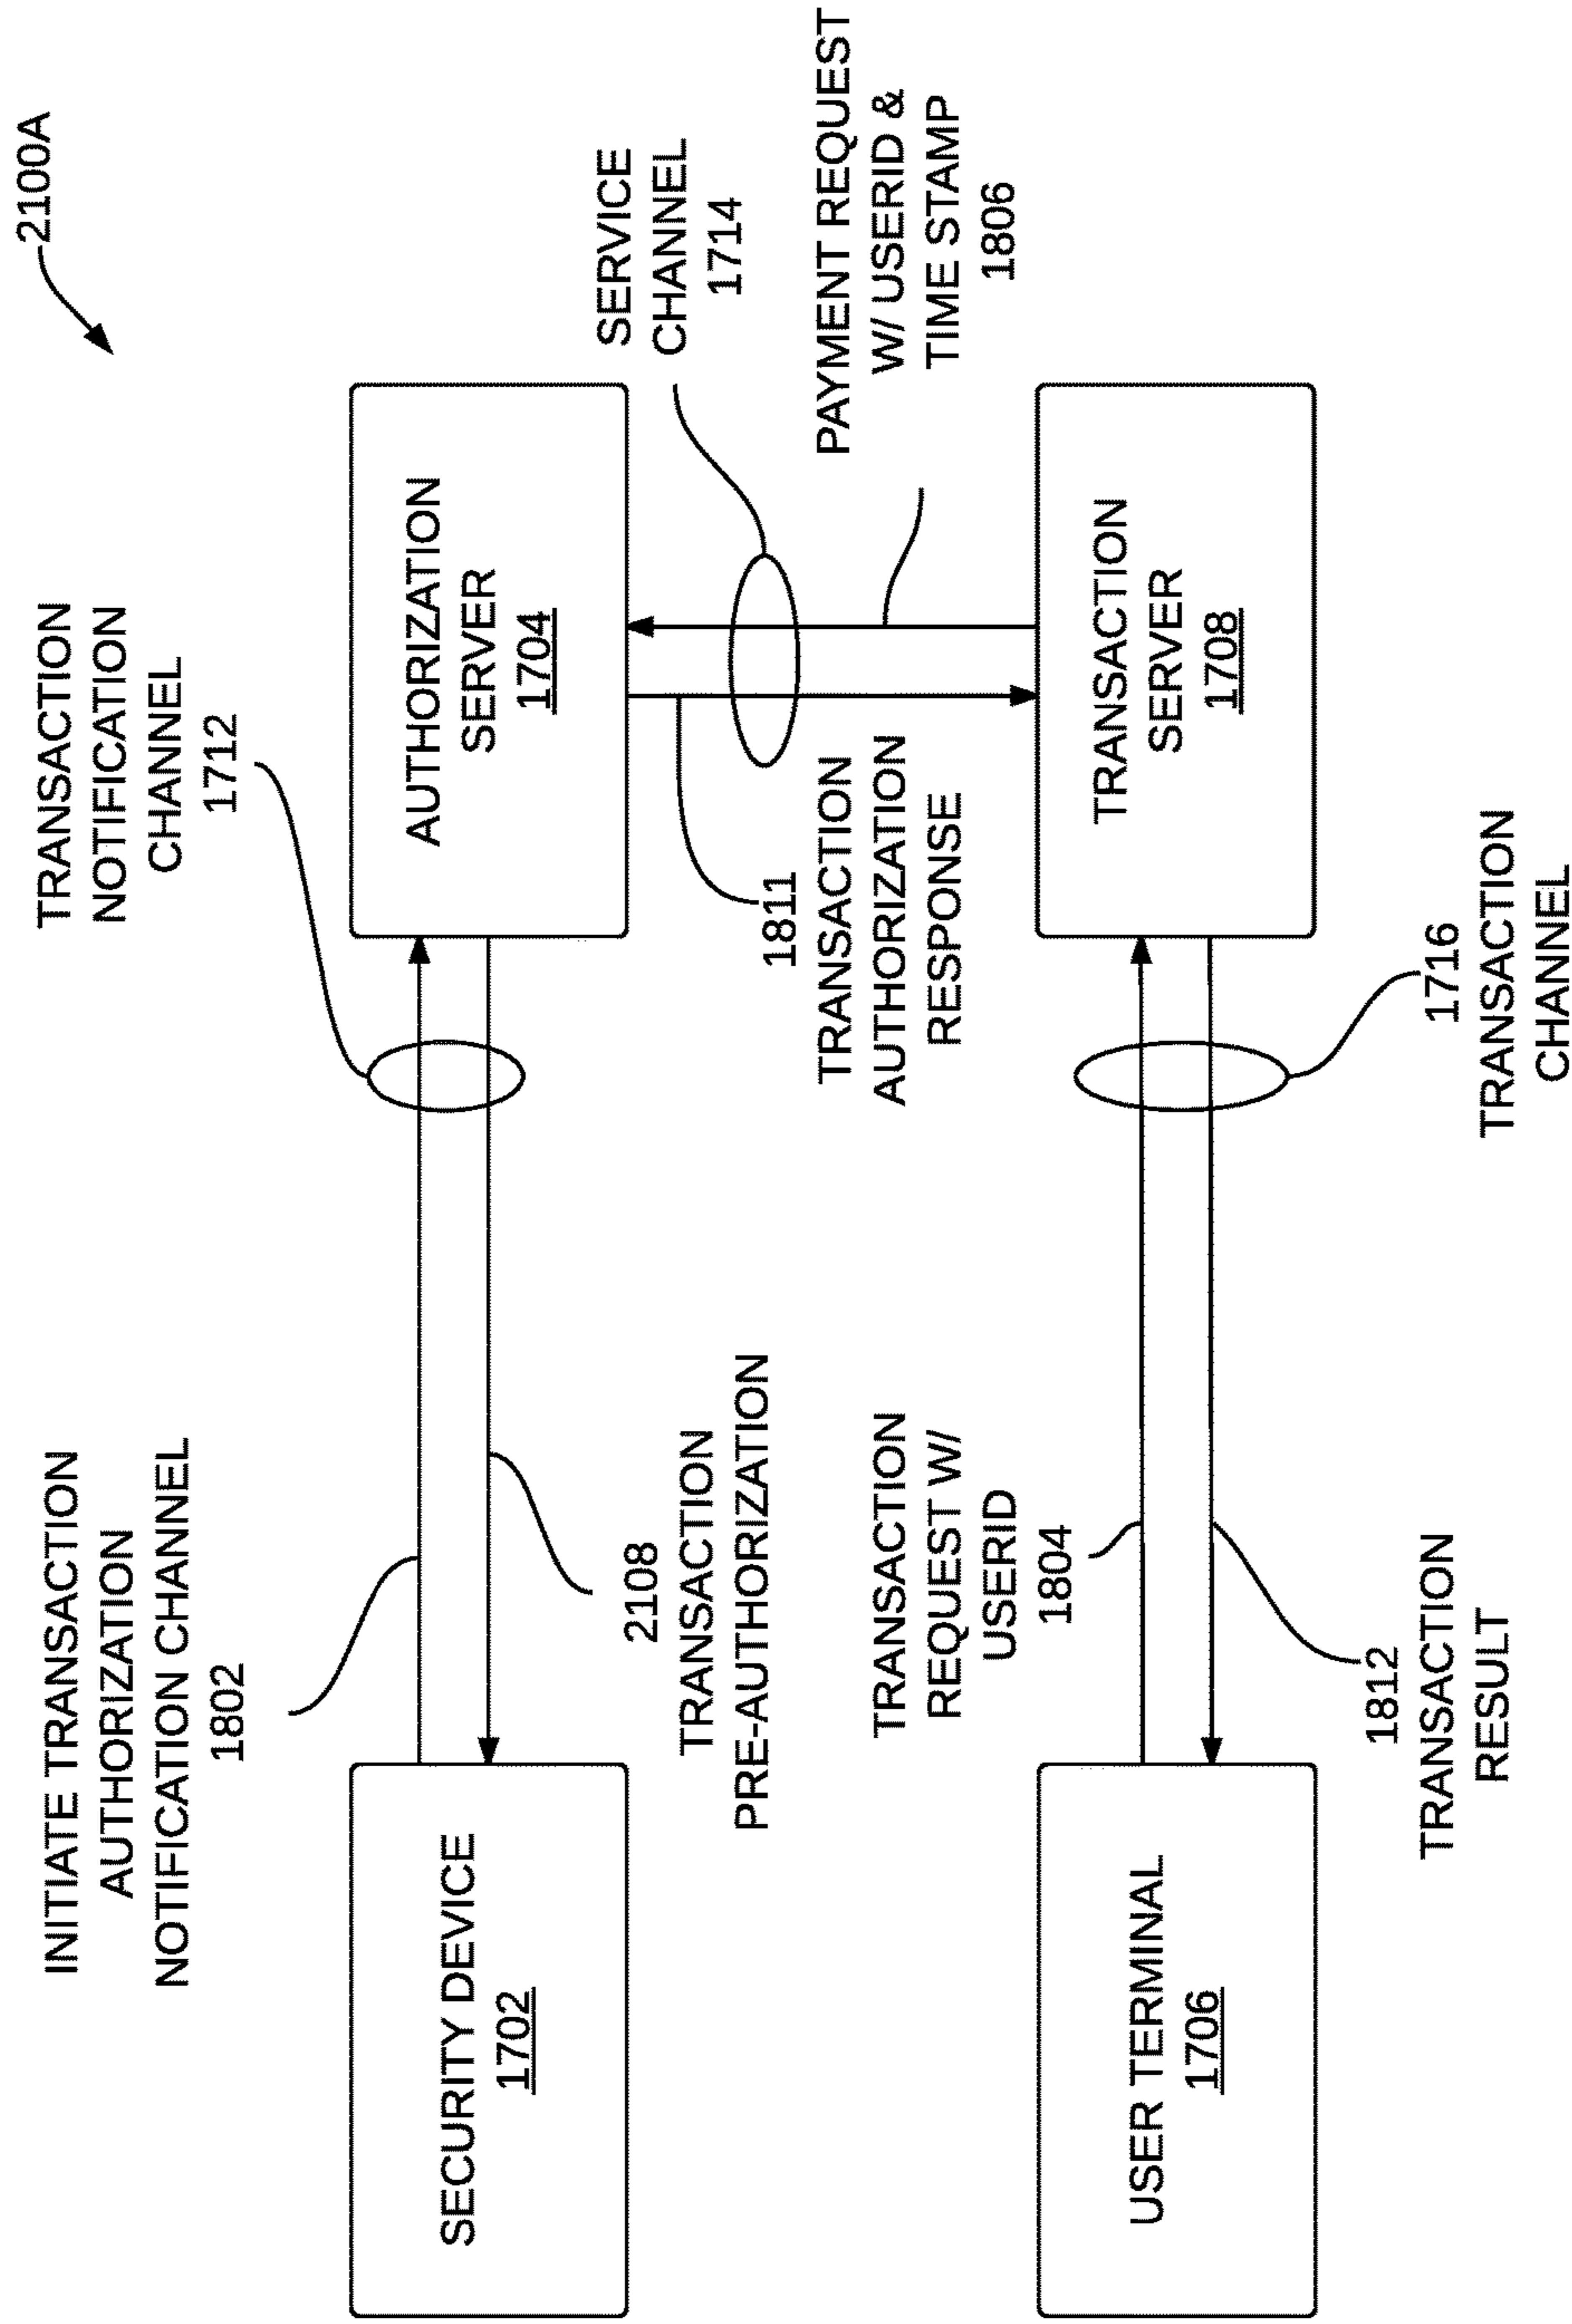 2100A
INITIATE TRANSACTION
AUTHORIZATION
NOTIFICATION CHANNEL
1802
TRANSACTION
NOTIFICATION
CHANNEL
1712
SECURITY DEVICE
1702
AUTHORIZATION
SERVER
1704
2108
TRANSACTION
PRE-AUTHORIZATION
SERVICE
CHANNEL
1714
1811
TRANSACTION
AUTHORIZATION
RESPONSE
PAYMENT REQUEST
W/ USERID &
TIME STAMP
1806
TRANSACTION
REQUEST W/
USERID
1804
USER TERMINAL
1706
TRANSACTION
SERVER
1708
1812
TRANSACTION
RESULT
1716
TRANSACTION
CHANNEL